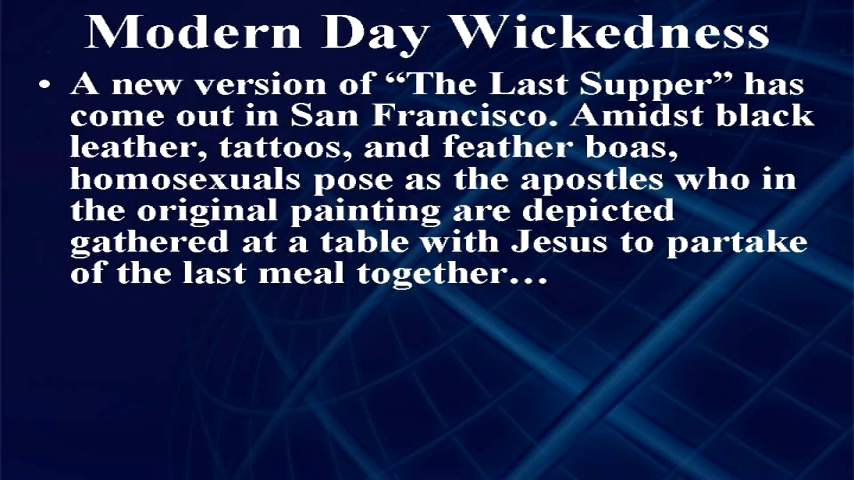 Modern Day Wickedness
• A new version of “The Last Supper” has
come out in San Francisco. Amidst black
leather, tattoos, and feather boas,
homosexuals pose as the apostles who in
the original painting are depicted
gathered at a table with Jesus to partake
of the last meal together…